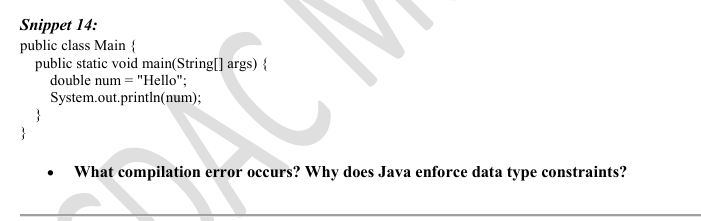 Snippet 14:
public class Main {
public static void main(String[] args) {
double num = "Hello";
System.out.println(num);
}
}
• What compilation error occurs? Why does Java enforce data type constraints?
CDAC M